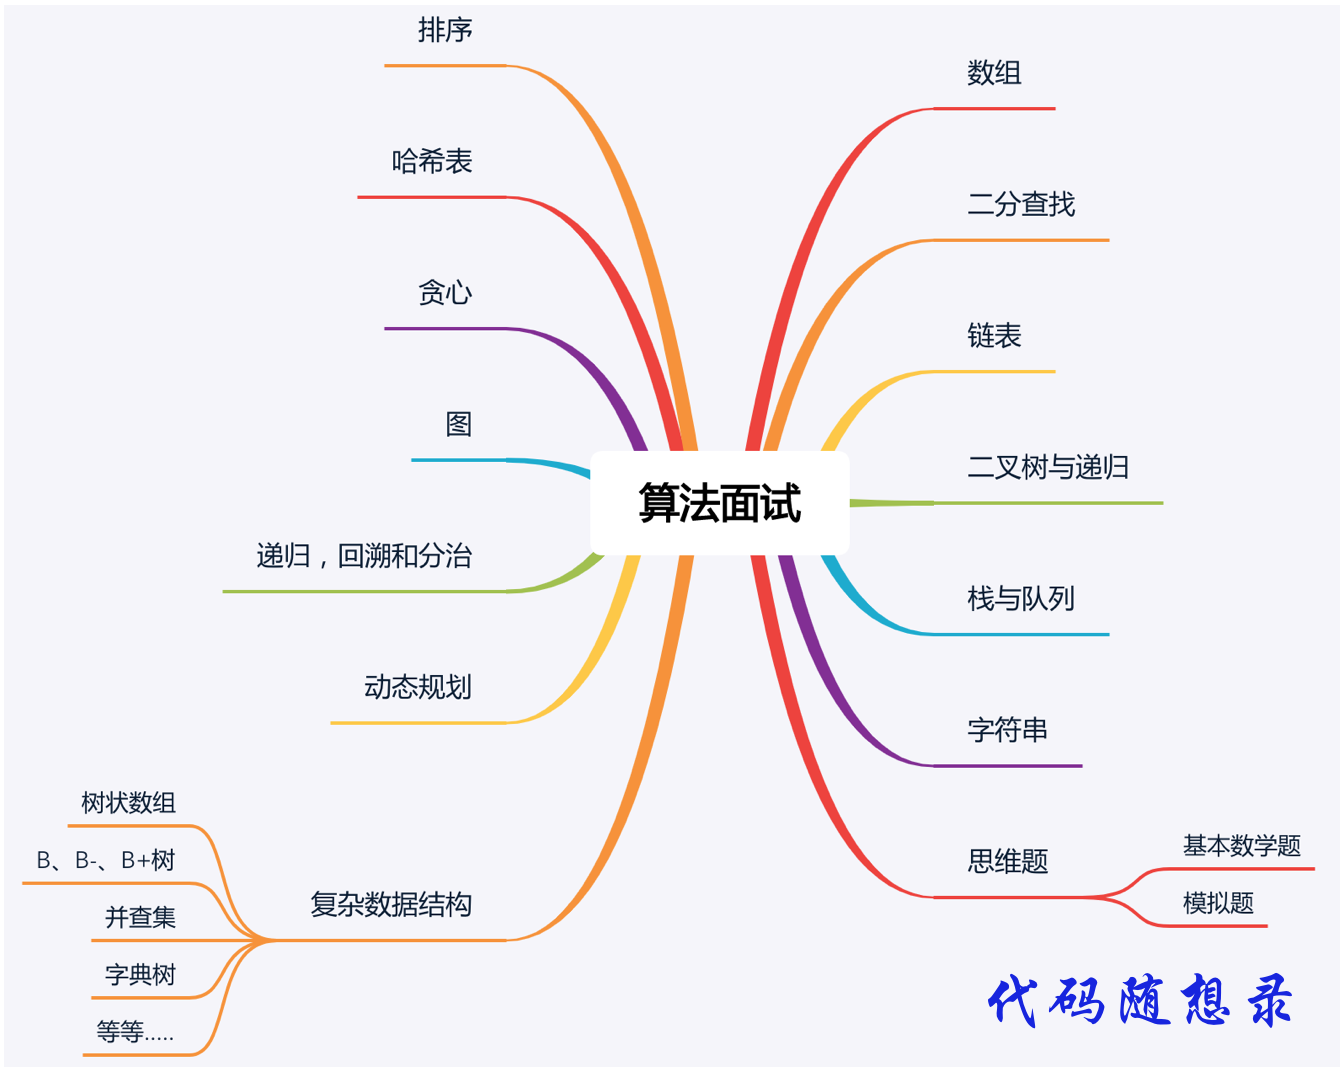 算法面试
数组
二分查找
链表
二叉树与递归
栈与队列
字符串
思维题
基本数学题
模拟题
排序
哈希表
贪心
图
递归，回溯和分治
动态规划
复杂数据结构
树状数组
B、B-、B+树
并查集
字典树
等等.....
代码随想录